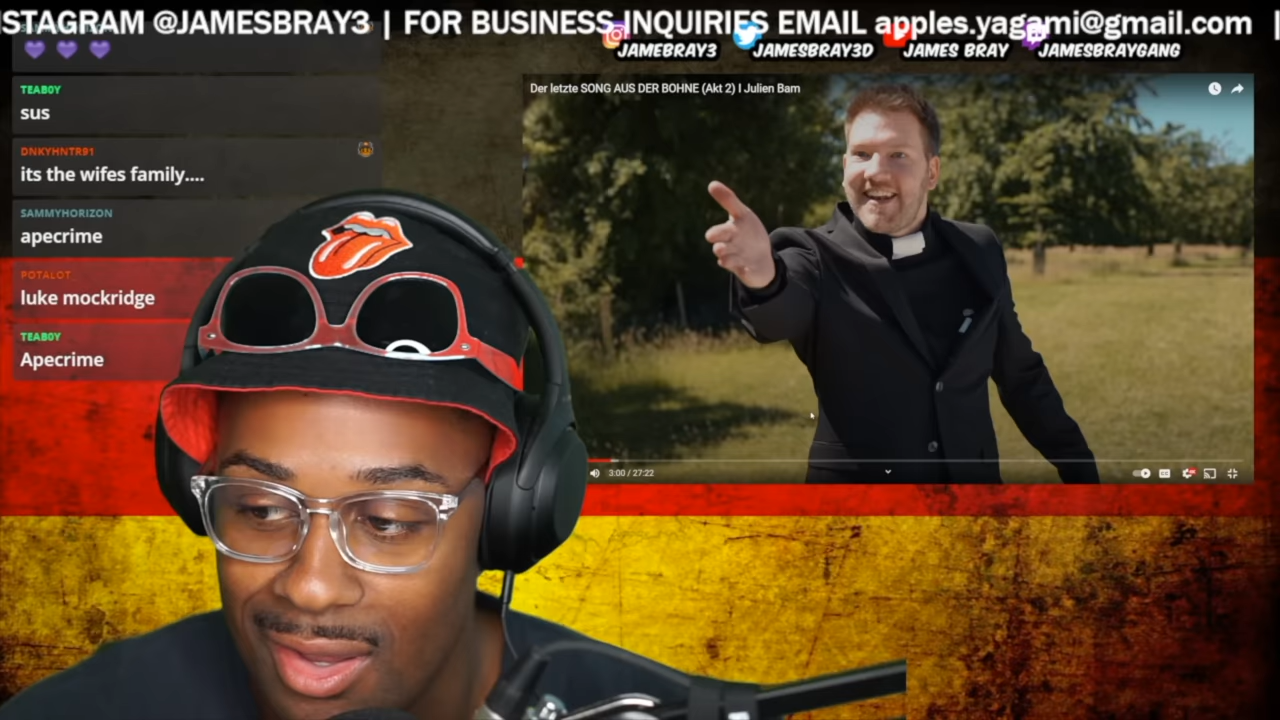 NSTAGRAM @JAMESBRAY3 | FOR BUSINESS INQUIRIES EMAIL apples.yagami@gmail.com |
JAMEBRAY3 JAMESBRAY3D JAMES BRAY JAMESBRAYGANG
TEABOY
sus
DNKYHNTR91
its the wifes family....
SAMMYHORIZON
apecrime
POTALOT_
luke mockridge
TEABOY
Apecrime
Der letzte SONG AUS DER BOHNE (Akt 2) I Julien Bam
3:00 / 27:22